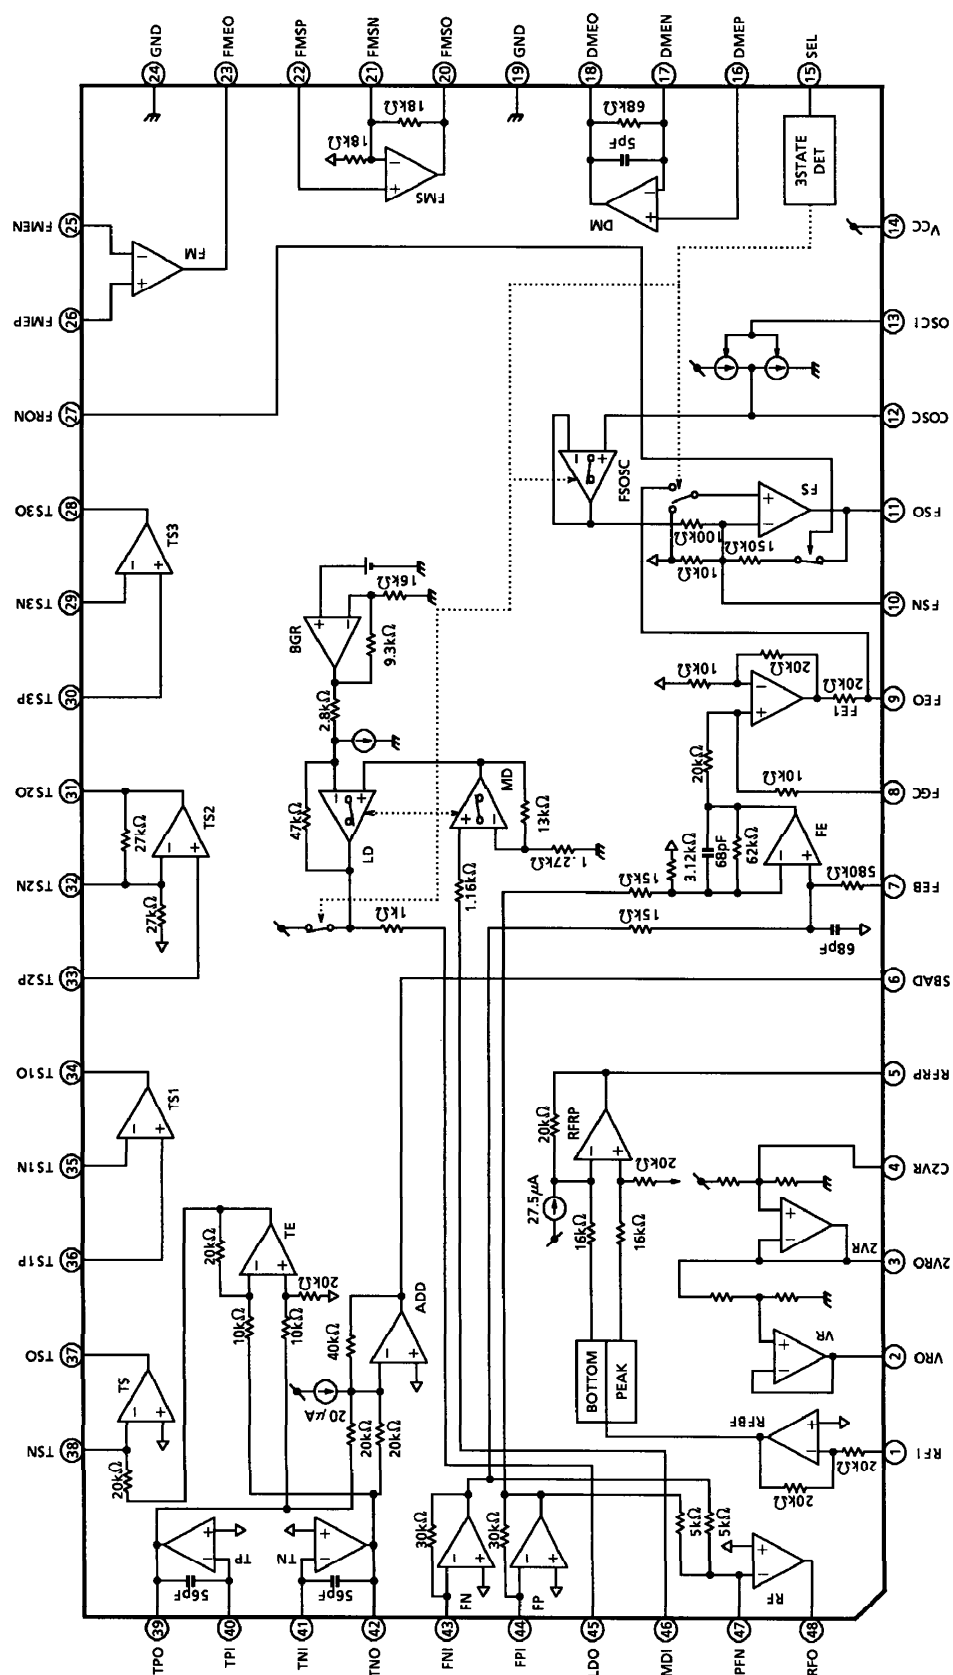 24 GND
23 FMEO
22 FMSP
21 FMSN
20 FMSO
19 GND
18 DMEO
17 DMEN
16 DMEP
15 SEL
FMEN 25
FMEP 26
FRON 27
TS3O 28
TS3N 29
TS3P 30
TS2O 31
TS2N 32
TS2P 33
TS1O 34
TS1N 35
TS1P 36
TSO 37
TSN 38
14 VCC
13 OSCI
12 COSC
11 FSO
10 FSN
9 FEO
8 FGC
7 FEB
6 SBAD
5 RFRP
4 C2VR
3 2VRO
2 VRO
1 RFI
TPO 39
TPI 40
TNI 41
TNO 42
FNI 43
FPI 44
LDO 45
MDI 46
PFN 47
RFO 48
FM
18kΩ
18kΩ
FMS
68kΩ
5pF
DM
3STATE
DET
TS3
FSOSC
FS
100kΩ
10kΩ
150kΩ
BGR
16kΩ
9.3kΩ
2.8kΩ
47kΩ
LD
MD
13kΩ
1.27kΩ
1.16kΩ
1kΩ
10kΩ
20kΩ
20kΩ
FE1
20kΩ
10kΩ
3.12kΩ
68pF
62kΩ
FE
15kΩ
15kΩ
580kΩ
68pF
27kΩ
TS2
27kΩ
TS1
20kΩ
RFRP
27.5μA
20kΩ
16kΩ
16kΩ
BOTTOM
PEAK
2VR
VR
RFBF
20kΩ
20kΩ
TS
20kΩ
20kΩ
TE
10kΩ
10kΩ
20kΩ
40kΩ
ADD
20μA
20kΩ
20kΩ
TP
56pF
TN
56pF
30kΩ
FN
30kΩ
FP
5kΩ
5kΩ
RF